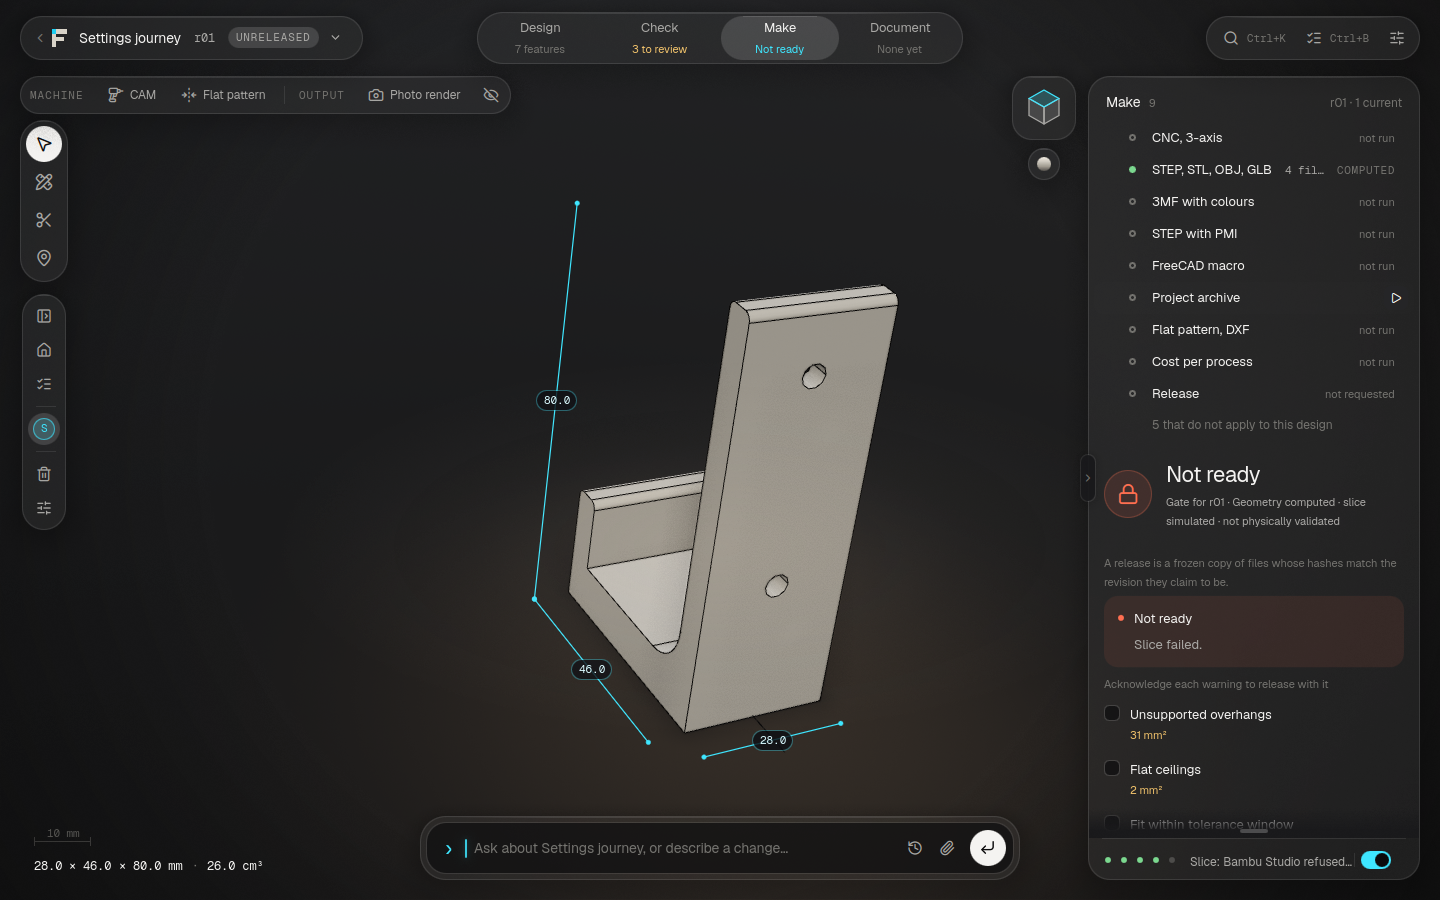 Settings journey r01 UNRELEASED
Design
7 features
Check
3 to review
Make
Not ready
Document
None yet
Ctrl+K
Ctrl+B
MACHINE CAM Flat pattern OUTPUT Photo render
S
80.0
46.0
28.0
10 mm
28.0 × 46.0 × 80.0 mm · 26.0 cm³
Ask about Settings journey, or describe a change...
Make 9 r01 · 1 current
CNC, 3-axis not run
STEP, STL, OBJ, GLB 4 fil… COMPUTED
3MF with colours not run
STEP with PMI not run
FreeCAD macro not run
Project archive
Flat pattern, DXF not run
Cost per process not run
Release not requested
5 that do not apply to this design
Not ready
Gate for r01 · Geometry computed · slice
simulated · not physically validated
A release is a frozen copy of files whose hashes match the
revision they claim to be.
Not ready
Slice failed.
Acknowledge each warning to release with it
Unsupported overhangs
31 mm²
Flat ceilings
2 mm²
Fit within tolerance window
Slice: Bambu Studio refused…